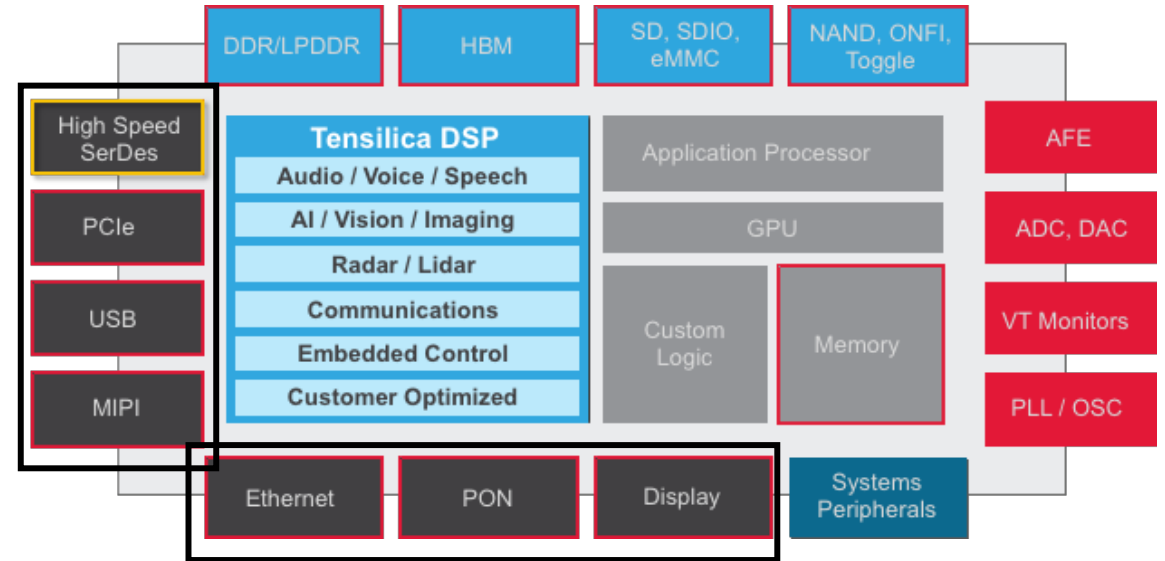 DDR/LPDDR
HBM
SD, SDIO,
eMMC
NAND, ONFI,
Toggle
High Speed
SerDes
PCIe
USB
MIPI
Tensilica DSP
Audio / Voice / Speech
AI / Vision / Imaging
Radar / Lidar
Communications
Embedded Control
Customer Optimized
Application Processor
GPU
Custom
Logic
Memory
AFE
ADC, DAC
VT Monitors
PLL / OSC
Ethernet
PON
Display
Systems
Peripherals